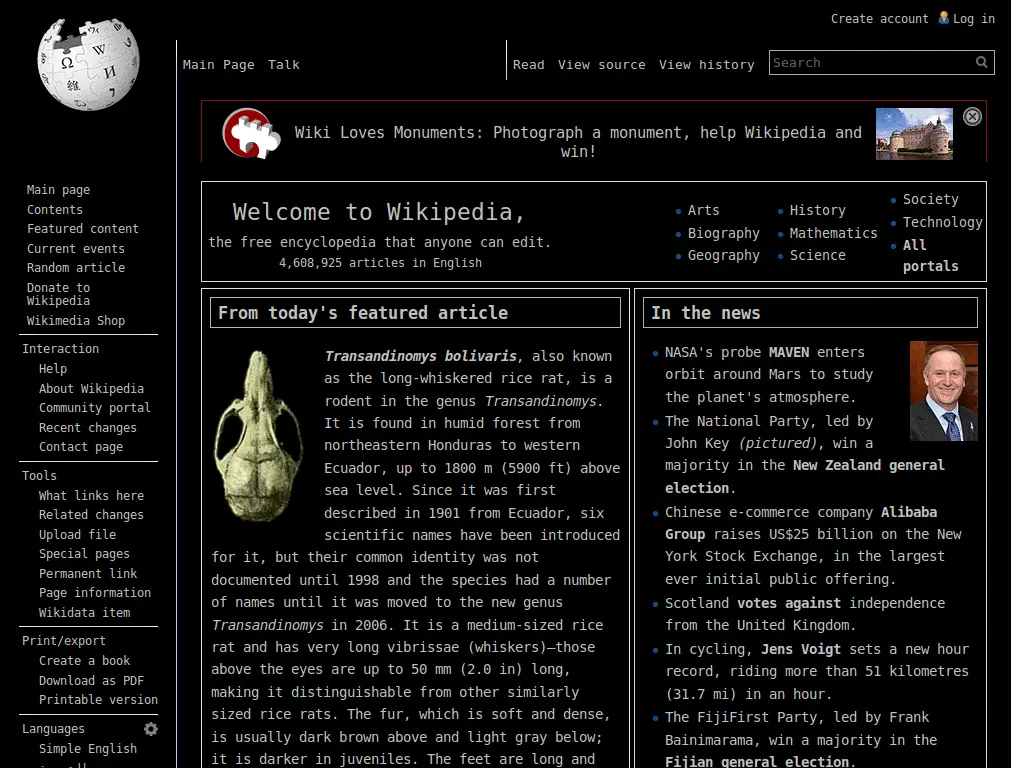 Create account Log in
Main Page Talk Read View source View history Search
Wiki Loves Monuments: Photograph a monument, help Wikipedia and
win!
Main page
Contents
Featured content
Current events
Random article
Donate to
Wikipedia
Wikimedia Shop
Interaction
Help
About Wikipedia
Community portal
Recent changes
Contact page
Tools
What links here
Related changes
Upload file
Special pages
Permanent link
Page information
Wikidata item
Print/export
Create a book
Download as PDF
Printable version
Languages
Simple English
Welcome to Wikipedia,
the free encyclopedia that anyone can edit.
4,608,925 articles in English
Arts
Biography
Geography
History
Mathematics
Science
Society
Technology
All
portals
From today's featured article
Transandinomys bolivaris, also known
as the long-whiskered rice rat, is a
rodent in the genus Transandinomys.
It is found in humid forest from
northeastern Honduras to western
Ecuador, up to 1800 m (5900 ft) above
sea level. Since it was first
described in 1901 from Ecuador, six
scientific names have been introduced
for it, but their common identity was not
documented until 1998 and the species had a number
of names until it was moved to the new genus
Transandinomys in 2006. It is a medium-sized rice
rat and has very long vibrissae (whiskers)—those
above the eyes are up to 50 mm (2.0 in) long,
making it distinguishable from other similarly
sized rice rats. The fur, which is soft and dense,
is usually dark brown above and light gray below;
it is darker in juveniles. The feet are long and
In the news
NASA's probe MAVEN enters
orbit around Mars to study
the planet's atmosphere.
The National Party, led by
John Key (pictured), win a
majority in the New Zealand general
election.
Chinese e-commerce company Alibaba
Group raises US$25 billion on the New
York Stock Exchange, in the largest
ever initial public offering.
Scotland votes against independence
from the United Kingdom.
In cycling, Jens Voigt sets a new hour
record, riding more than 51 kilometres
(31.7 mi) in an hour.
The FijiFirst Party, led by Frank
Bainimarama, win a majority in the
Fijian general election.